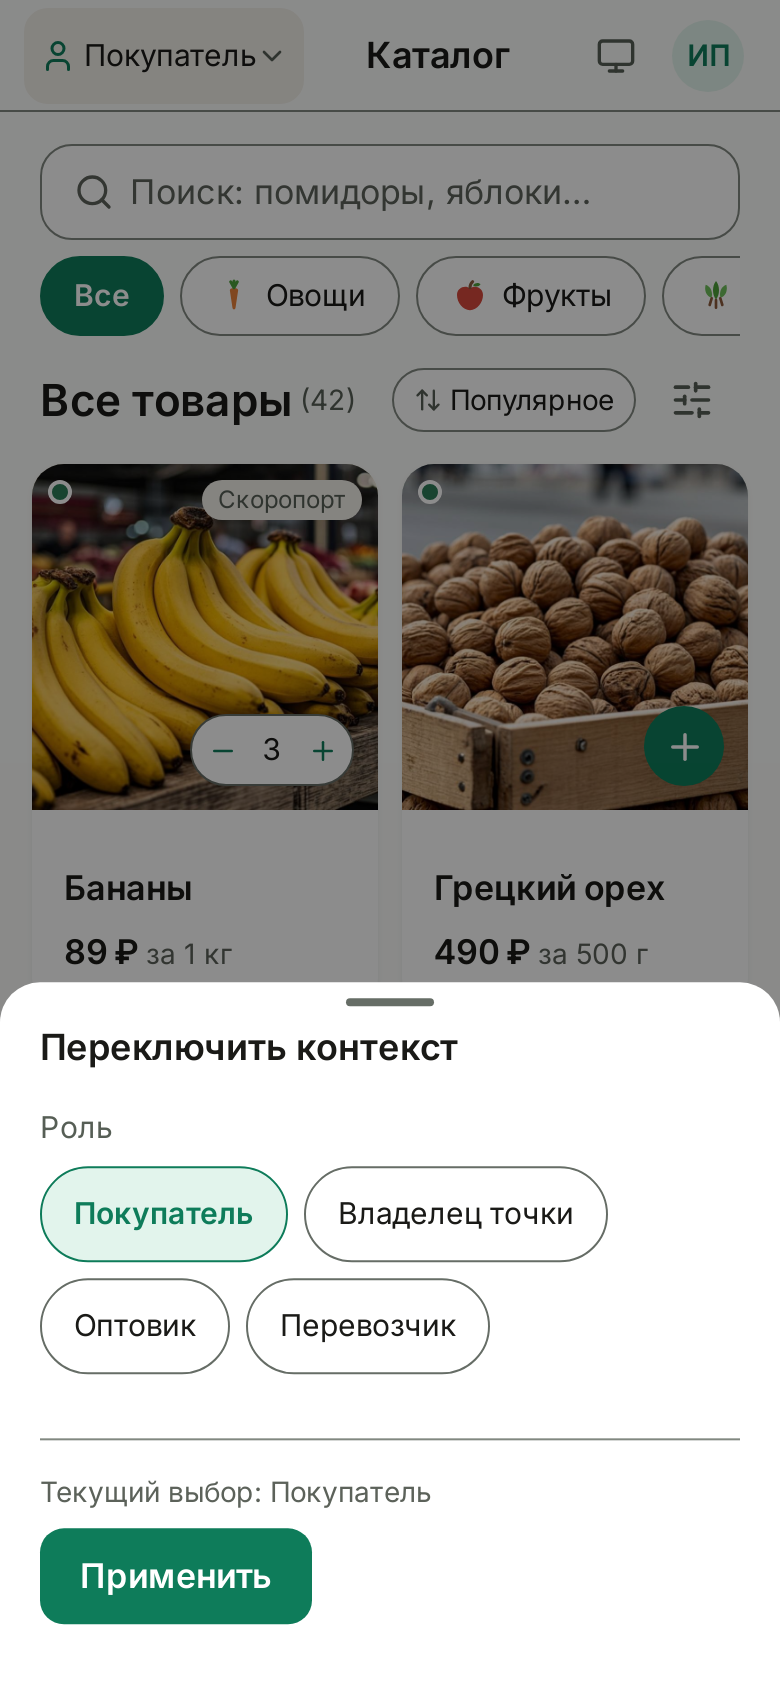 Покупатель
Каталог
ИП
Поиск: помидоры, яблоки...
Все
Овощи
Фрукты
Все товары (42)
Популярное
Скоропорт
3
Бананы
89 ₽ за 1 кг
Грецкий орех
490 ₽ за 500 г
Переключить контекст
Роль
Покупатель
Владелец точки
Оптовик
Перевозчик
Текущий выбор: Покупатель
Применить